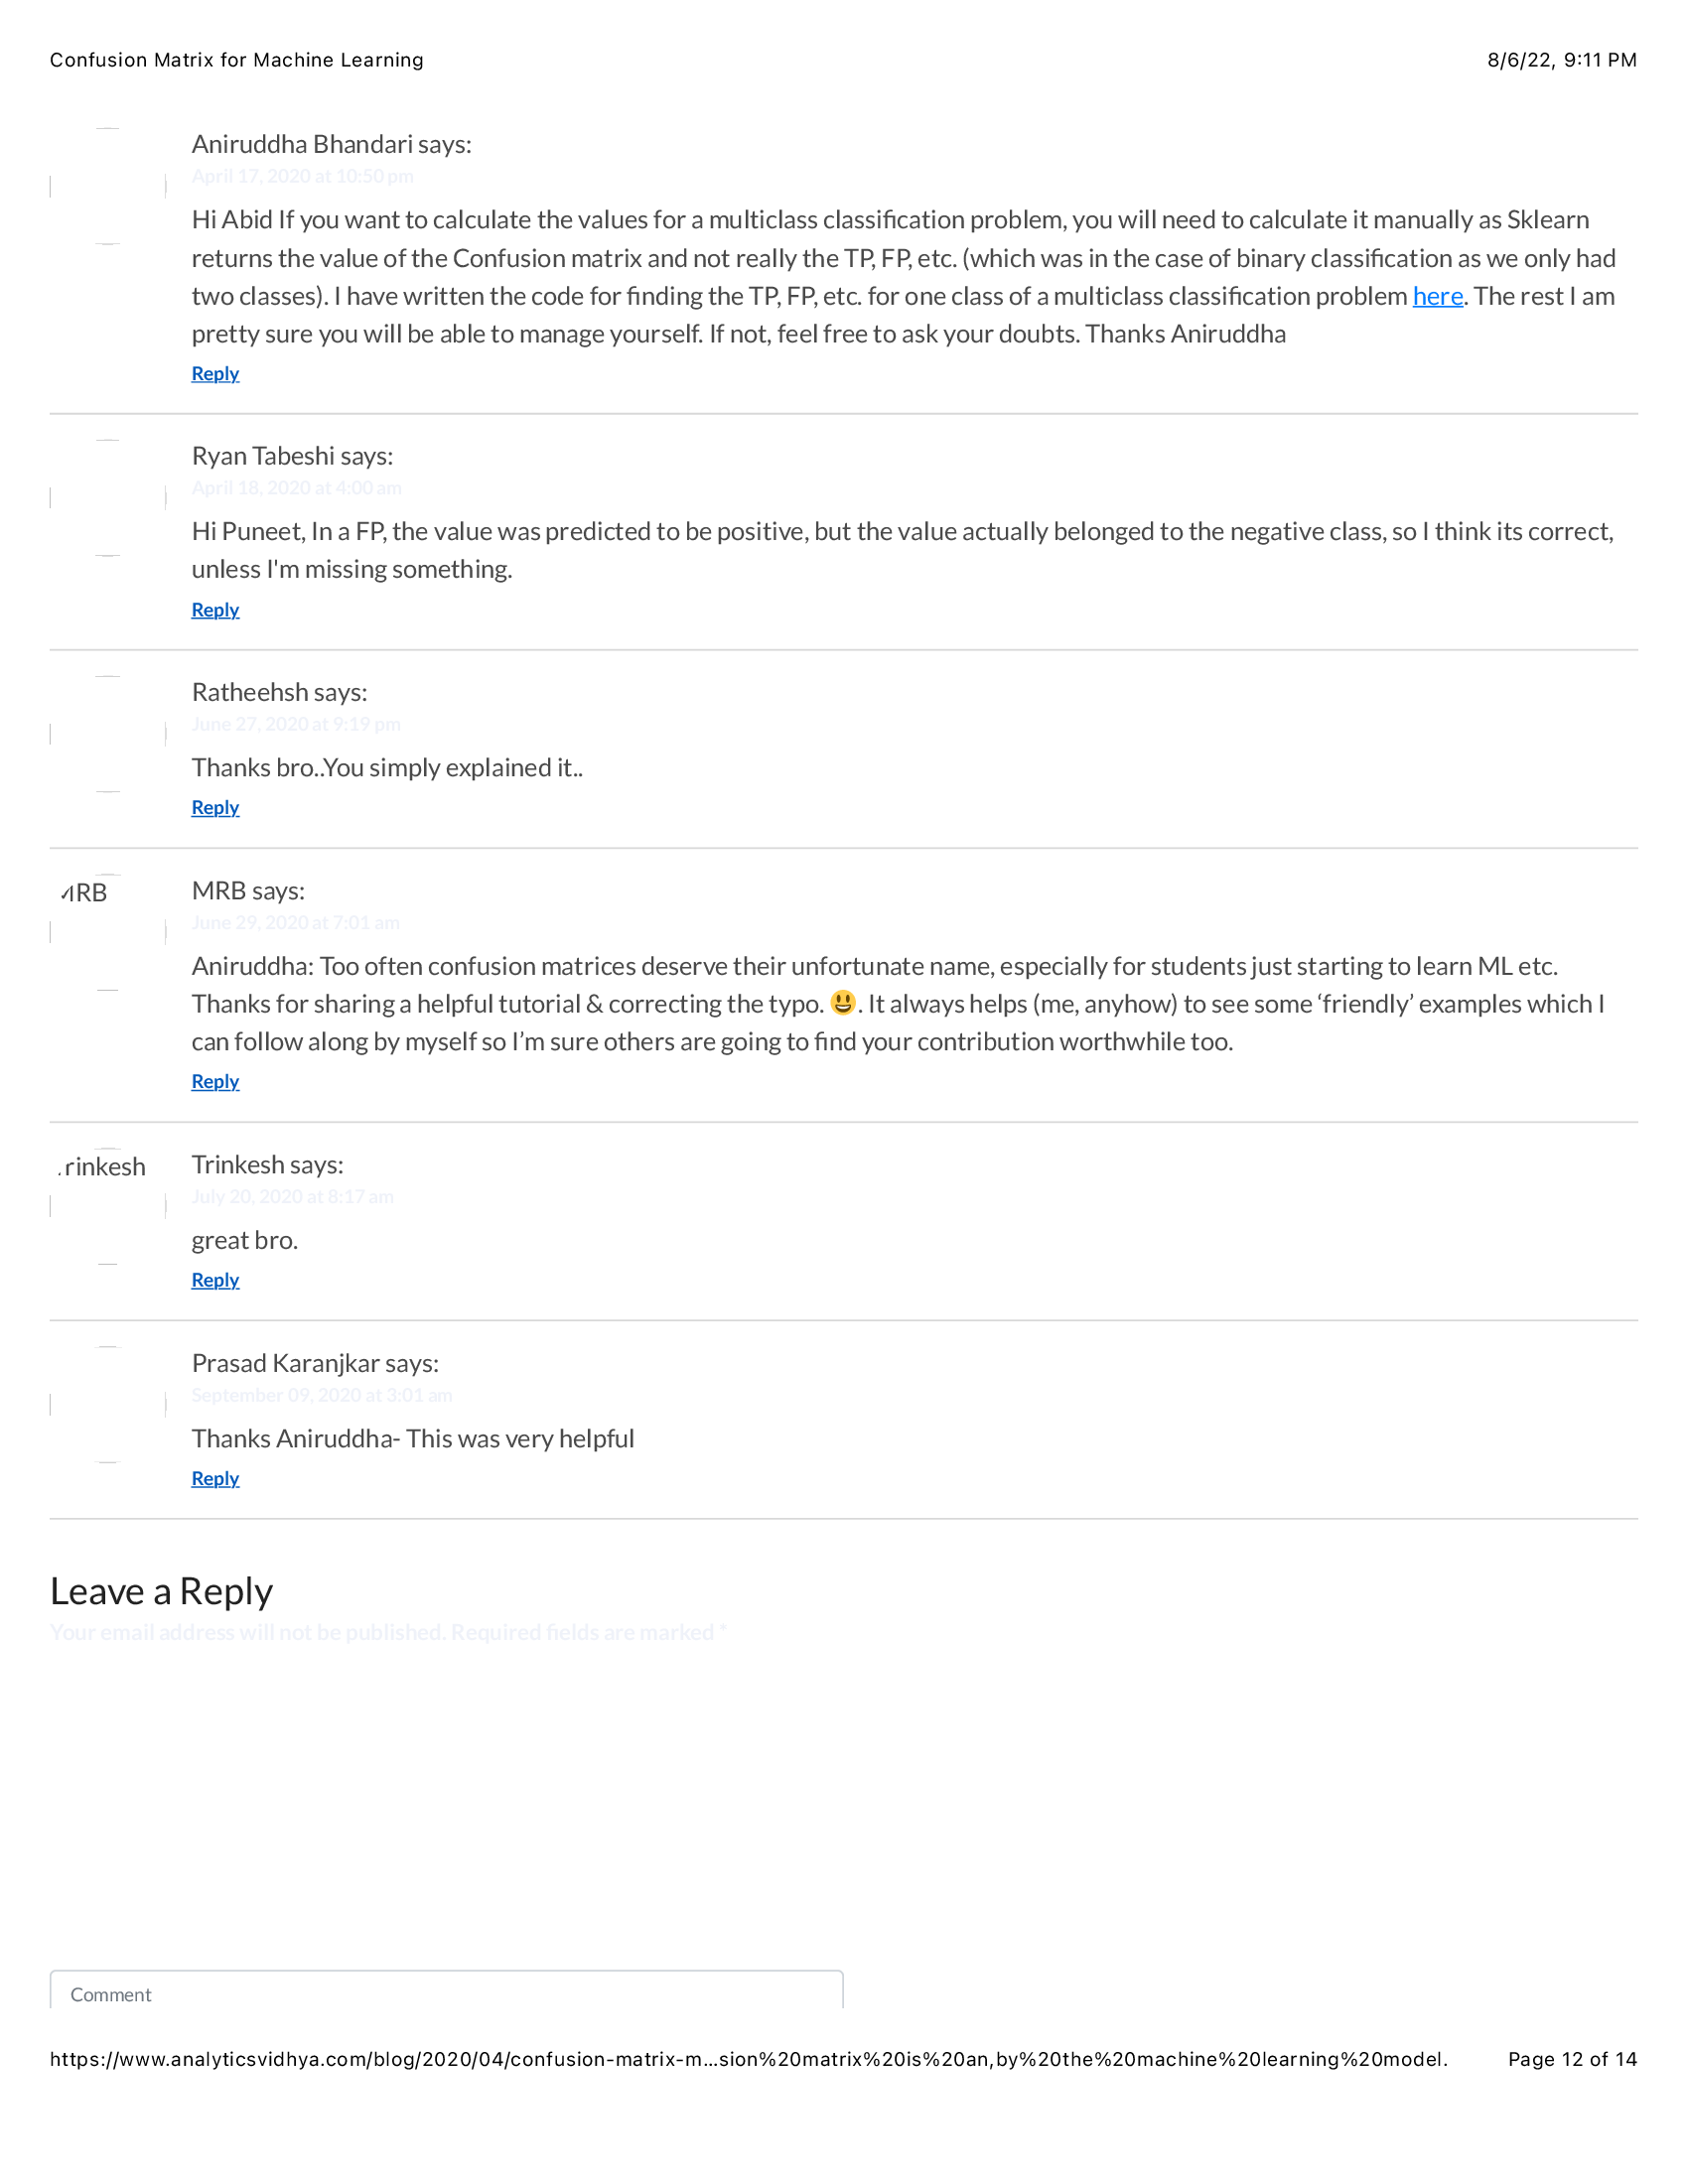 Confusion Matrix for Machine Learning
8/6/22, 9:11 PM
Aniruddha Bhandari says:
April 17, 2020 at 10:50 pm
Hi Abid If you want to calculate the values for a multiclass classification problem, you will need to calculate it manually as Sklearn
returns the value of the Confusion matrix and not really the TP, FP, etc. (which was in the case of binary classification as we only had
two classes). I have written the code for finding the TP, FP, etc. for one class of a multiclass classification problem here. The rest I am
pretty sure you will be able to manage yourself. If not, feel free to ask your doubts. Thanks Aniruddha
Reply
Ryan Tabeshi says:
April 18, 2020 at 4:00 am
Hi Puneet, In a FP, the value was predicted to be positive, but the value actually belonged to the negative class, so I think its correct,
unless I'm missing something.
Reply
Ratheehsh says:
June 27, 2020 at 9:19 pm
Thanks bro..You simply explained it..
Reply
MRB
MRB says:
June 29, 2020 at 7:01 am
Aniruddha: Too often confusion matrices deserve their unfortunate name, especially for students just starting to learn ML etc.
Thanks for sharing a helpful tutorial & correcting the typo. 😃. It always helps (me, anyhow) to see some ‘friendly’ examples which I
can follow along by myself so I’m sure others are going to find your contribution worthwhile too.
Reply
Trinkesh
Trinkesh says:
July 20, 2020 at 8:17 am
great bro.
Reply
Prasad Karanjkar says:
September 09, 2020 at 3:01 am
Thanks Aniruddha- This was very helpful
Reply
Leave a Reply
Your email address will not be published. Required fields are marked *
Comment
https://www.analyticsvidhya.com/blog/2020/04/confusion-matrix-m...sion%20matrix%20is%20an,by%20the%20machine%20learning%20model.
Page 12 of 14